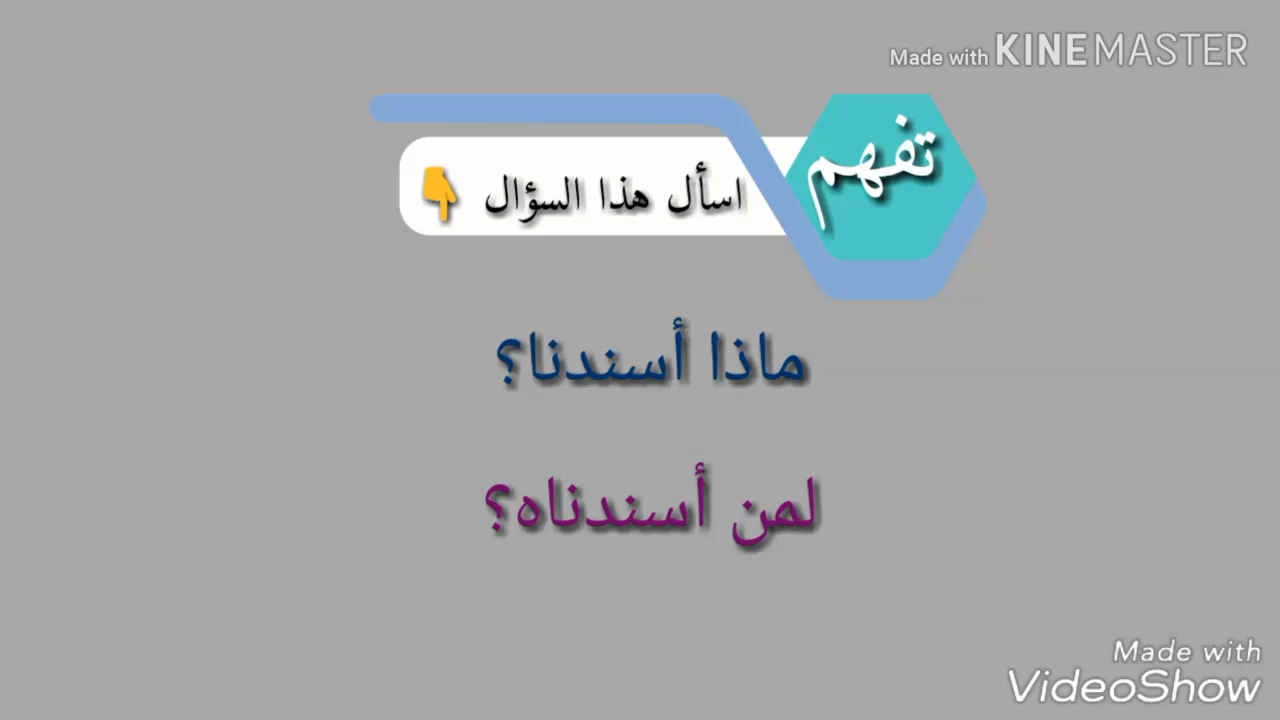 Made with KINEMASTER
تفهم
اسأل هذا السؤال 👇
ماذا أسندنا؟
لمن أسندناه؟
Made with
VideoShow